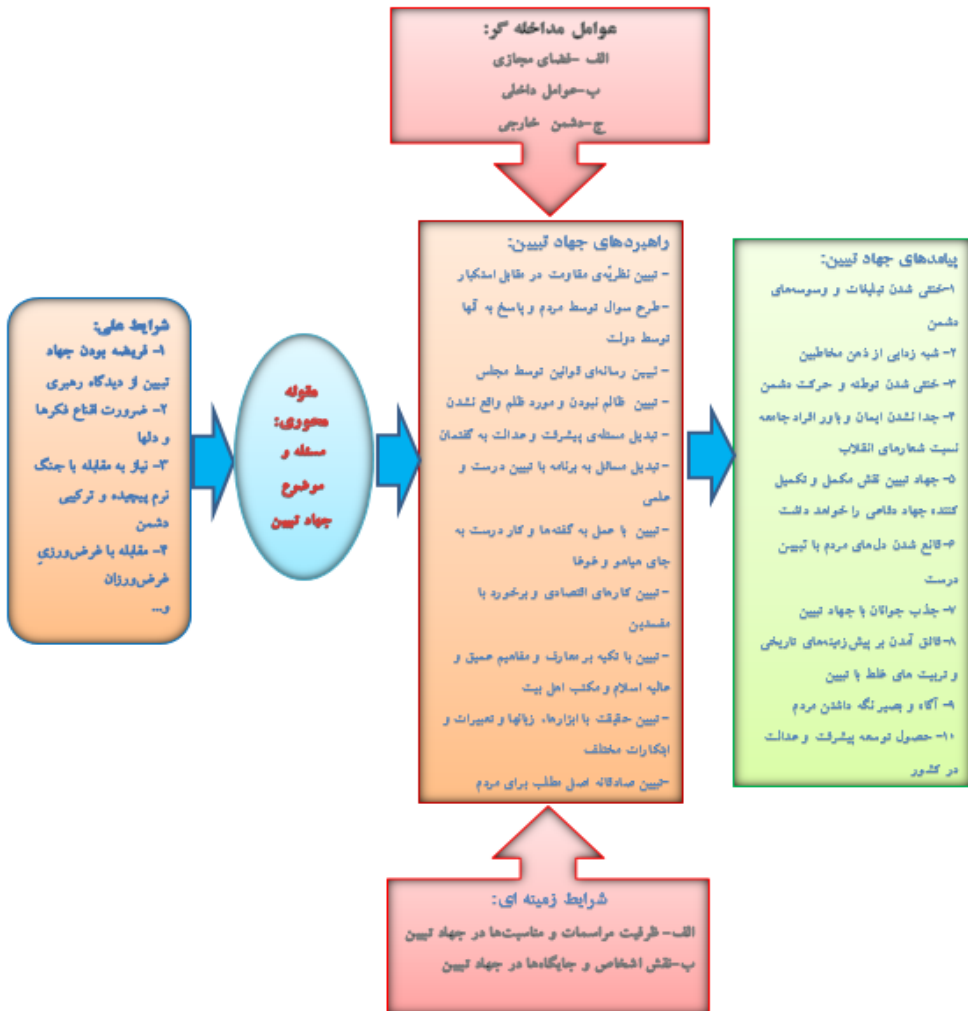 عوامل مداخله گر:
الف -فضای مجازی
ب-عوامل داخلی
ج-دشمن خارجی
شرایط علی:
۱- فریضه بودن جهاد
تبیین از دیدگاه رهبری
۲- ضرورت اقناع فکرها
و دلها
۳- نیاز به مقابله با جنگ
نرم پیچیده و ترکیبی
دشمن
۴- مقابله با غرض‌ورزیِ
غرض‌ورزان
و...
مقوله
محوری:
مسئله و
موضوع
جهاد تبیین
راهبردهای جهاد تبیین:
- تبیین نظریّه‌ی مقاومت در مقابل استکبار
- طرح سوال توسط مردم و پاسخ به آنها
توسط دولت
- تبیین رسانه‌ای قوانین توسط مجلس
- تبیین ظالم نبودن و مورد ظلم واقع نشدن
- تبدیل مسئله‌ی پیشرفت و عدالت به گفتمان
- تبدیل مسائل به برنامه با تبیین درست و
علمی
- تبیین با عمل به گفته‌ها و کار درست به
جای هیاهو و غوغا
- تبیین کارهای اقتصادی و برخورد با
مفسدین
- تبیین با تکیه بر معارف و مفاهیم عمیق و
عالیه اسلام و مکتب اهل بیت
- تبیین حقیقت با ابزارها، زبانها و تعبیرات و
ابتکارات مختلف
-تبیین صادقانه اصل مطلب برای مردم
پیامدهای جهاد تبیین:
۱-خنثی شدن تبلیغات و وسوسه‌های
دشمن
۲- شبه زدایی از ذهن مخاطبین
۳- خنثی شدن توطئه و حرکت دشمن
۴- جدا نشدن ایمان و باور افراد جامعه
نسبت شعارهای انقلاب
۵- جهاد تبیین نقش مکمل و تکمیل
کننده جهاد دفاعی را خواهد داشت
۶-قانع شدن دل‌های مردم با تبیین
درست
۷- جذب جوانان با جهاد تبیین
۸- فائق آمدن بر پیش‌زمینه‌های تاریخی
و تربیت های غلط با تبیین
۹- آگاه و بصیر نگه داشتن مردم
۱۰- حصول توسعه پیشرفت و عدالت
در کشور
شرایط زمینه ای:
الف- ظرفیت مراسمات و مناسبت‌ها در جهاد تبیین
ب-نقش اشخاص و جایگاه‌ها در جهاد تبیین